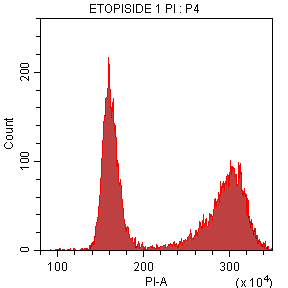 ETOPISIDE 1 PI : P4
200
100
0
Count
100 200 300
PI-A (x 10⁴)